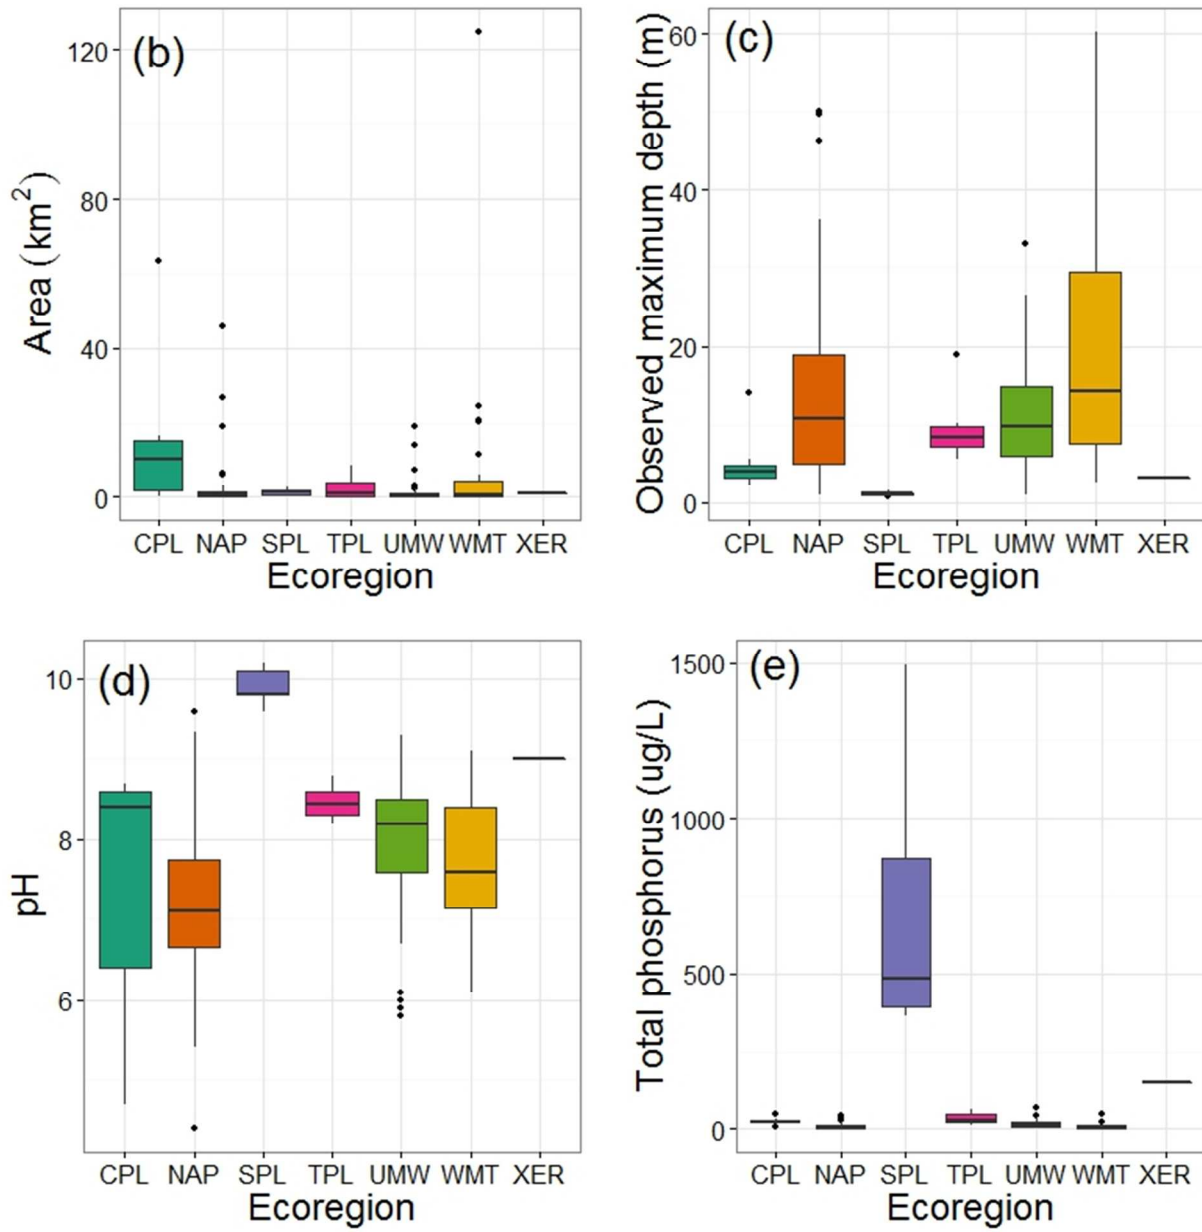 (b)
Area (km²)
120
80
40
0
CPL NAP SPL TPL UMW WMT XER
Ecoregion
(c)
Observed maximum depth (m)
60
40
20
0
CPL NAP SPL TPL UMW WMT XER
Ecoregion
(d)
pH
10
8
6
CPL NAP SPL TPL UMW WMT XER
Ecoregion
(e)
Total phosphorus (ug/L)
1500
1000
500
0
CPL NAP SPL TPL UMW WMT XER
Ecoregion